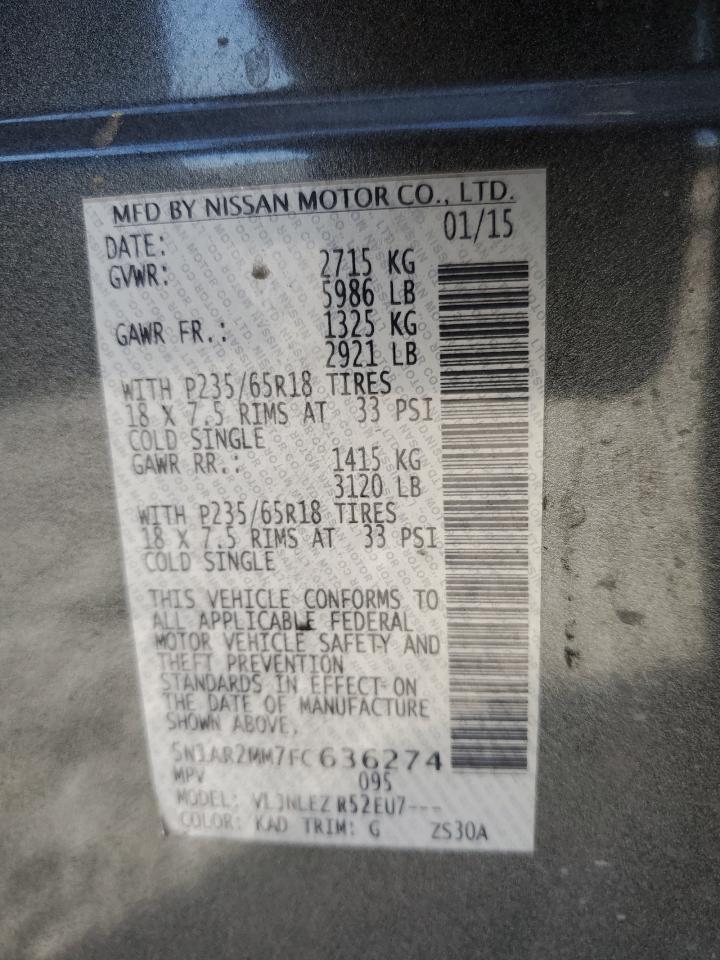 MFD BY NISSAN MOTOR CO., LTD.
DATE: 01/15
GVWR: 2715 KG
5986 LB
GAWR FR.: 1325 KG
2921 LB
WITH P235/65R18 TIRES
18 X 7.5 RIMS AT 33 PSI
COLD SINGLE
GAWR RR.: 1415 KG
3120 LB
WITH P235/65R18 TIRES
18 X 7.5 RIMS AT 33 PSI
COLD SINGLE
THIS VEHICLE CONFORMS TO
ALL APPLICABLE FEDERAL
MOTOR VEHICLE SAFETY AND
THEFT PREVENTION
STANDARDS IN EFFECT ON
THE DATE OF MANUFACTURE
SHOWN ABOVE.
5N1AR2MM7FC636274
MPV 095
MODEL: R52EU7---
COLOR: KAD TRIM: G ZS30A